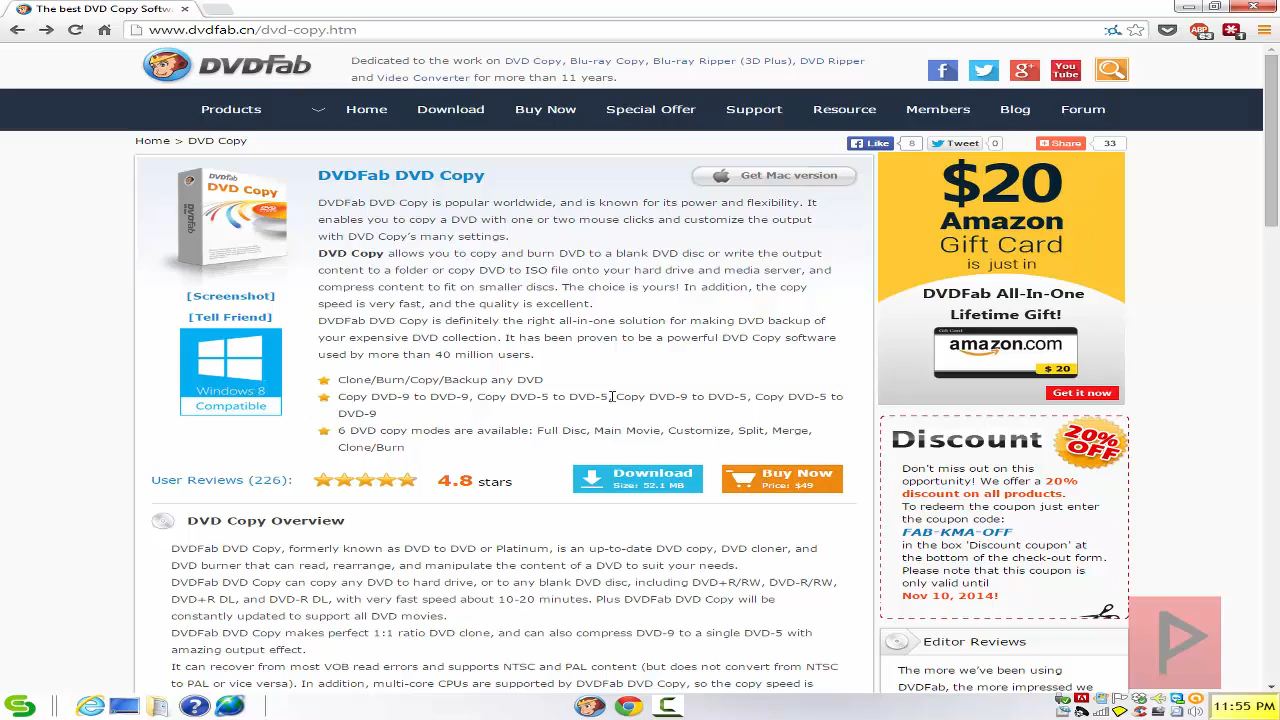 The best DVD Copy Softw
www.dvdfab.cn/dvd-copy.htm
DVDFab
Dedicated to the work on DVD Copy, Blu-ray Copy, Blu-ray Ripper (3D Plus), DVD Ripper
and Video Converter for more than 11 years.
You
Tube
Products Home Download Buy Now Special Offer Support Resource Members Blog Forum
Home > DVD Copy
Like 8 Tweet 0 Share 33
DVDFab DVD Copy
Get Mac version
DVDFab
DVD Copy
DVDFab
[Screenshot]
[Tell Friend]
Windows 8
Compatible
DVDFab DVD Copy is popular worldwide, and is known for its power and flexibility. It
enables you to copy a DVD with one or two mouse clicks and customize the output
with DVD Copy's many settings.
DVD Copy allows you to copy and burn DVD to a blank DVD disc or write the output
content to a folder or copy DVD to ISO file onto your hard drive and media server, and
compress content to fit on smaller discs. The choice is yours! In addition, the copy
speed is very fast, and the quality is excellent.
DVDFab DVD Copy is definitely the right all-in-one solution for making DVD backup of
your expensive DVD collection. It has been proven to be a powerful DVD Copy software
used by more than 40 million users.
Clone/Burn/Copy/Backup any DVD
Copy DVD-9 to DVD-9, Copy DVD-5 to DVD-5, Copy DVD-9 to DVD-5, Copy DVD-5 to
DVD-9
6 DVD copy modes are available: Full Disc, Main Movie, Customize, Split, Merge,
Clone/Burn
User Reviews (226): 4.8 stars
Download
Size: 52.1 MB
Buy Now
Price: $49
DVD Copy Overview
DVDFab DVD Copy, formerly known as DVD to DVD or Platinum, is an up-to-date DVD copy, DVD cloner, and
DVD burner that can read, rearrange, and manipulate the content of a DVD to suit your needs.
DVDFab DVD Copy can copy any DVD to hard drive, or to any blank DVD disc, including DVD+R/RW, DVD-R/RW,
DVD+R DL, and DVD-R DL, with very fast speed about 10-20 minutes. Plus DVDFab DVD Copy will be
constantly updated to support all DVD movies.
DVDFab DVD Copy makes perfect 1:1 ratio DVD clone, and can also compress DVD-9 to a single DVD-5 with
amazing output effect.
It can recover from most VOB read errors and supports NTSC and PAL content (but does not convert from NTSC
to PAL or vice versa). In addition, multi-core CPUs are supported by DVDFab DVD Copy, so the copy speed is
$20
Amazon
Gift Card
is just in
DVDFab All-In-One
Lifetime Gift!
Gift Card
amazon.com
$ 20
Get it now
Discount
20%
OFF
Don't miss out on this
opportunity! We offer a 20%
discount on all products.
To redeem the coupon just enter
the coupon code:
FAB-KMA-OFF
in the box 'Discount coupon' at
the bottom of the check-out form.
Please note that this coupon is
only valid until
Nov 10, 2014!
Editor Reviews
The more we've been using
DVDFab, the more impressed we
11:55 PM